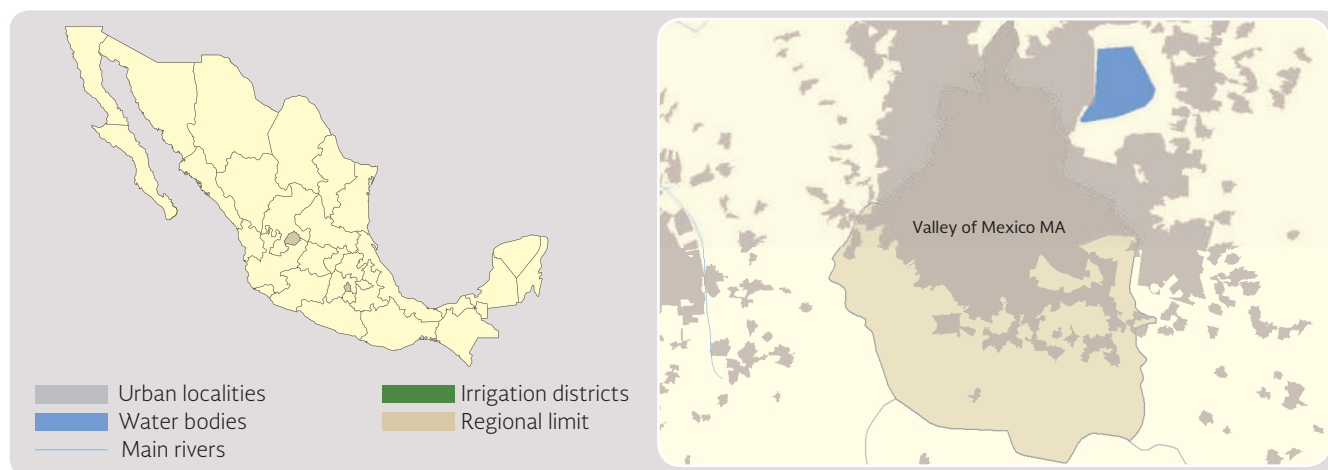 Valley of Mexico MA
Urban localities
Water bodies
Main rivers
Irrigation districts
Regional limit